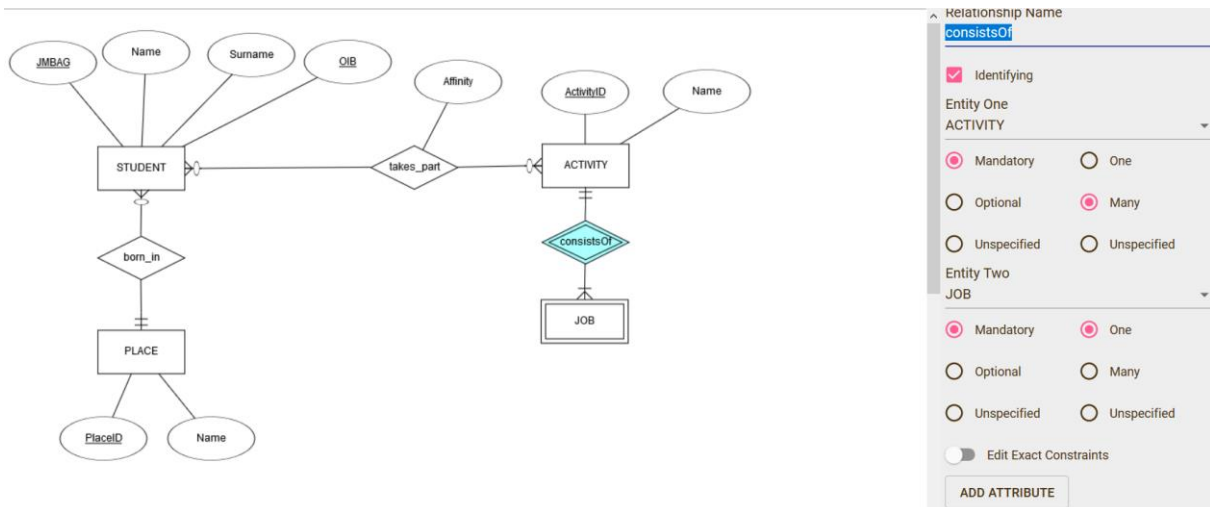 JMBAG
Name
Surname
OIB
Affinity
ActivityID
Name
STUDENT
takes_part
ACTIVITY
born_in
consistsOf
PLACE
JOB
PlaceID
Name
Relationship Name
consistsOf
Identifying
Entity One
ACTIVITY
Mandatory One
Optional Many
Unspecified Unspecified
Entity Two
JOB
Mandatory One
Optional Many
Unspecified Unspecified
Edit Exact Constraints
ADD ATTRIBUTE